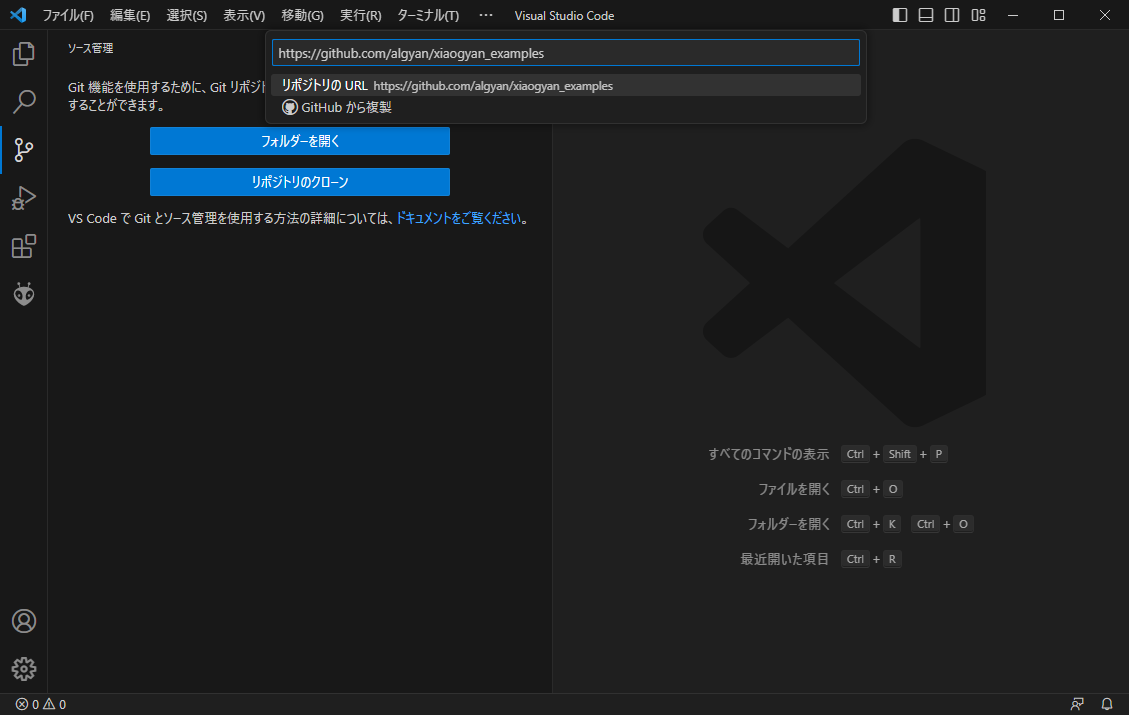 ファイル(F) 編集(E) 選択(S) 表示(V) 移動(G) 実行(R) ターミナル(T) ··· Visual Studio Code
https://github.com/algyan/xiaogyan_examples
リポジトリの URL https://github.com/algyan/xiaogyan_examples
GitHub から複製
ソース管理
Git 機能を使用するために、Git リポジト
することができます。
フォルダーを開く
リポジトリのクローン
VS Code で Git とソース管理を使用する方法の詳細については、ドキュメントをご覧ください。
すべてのコマンドの表示 Ctrl + Shift + P
ファイルを開く Ctrl + O
フォルダーを開く Ctrl + K Ctrl + O
最近開いた項目 Ctrl + R
0 0